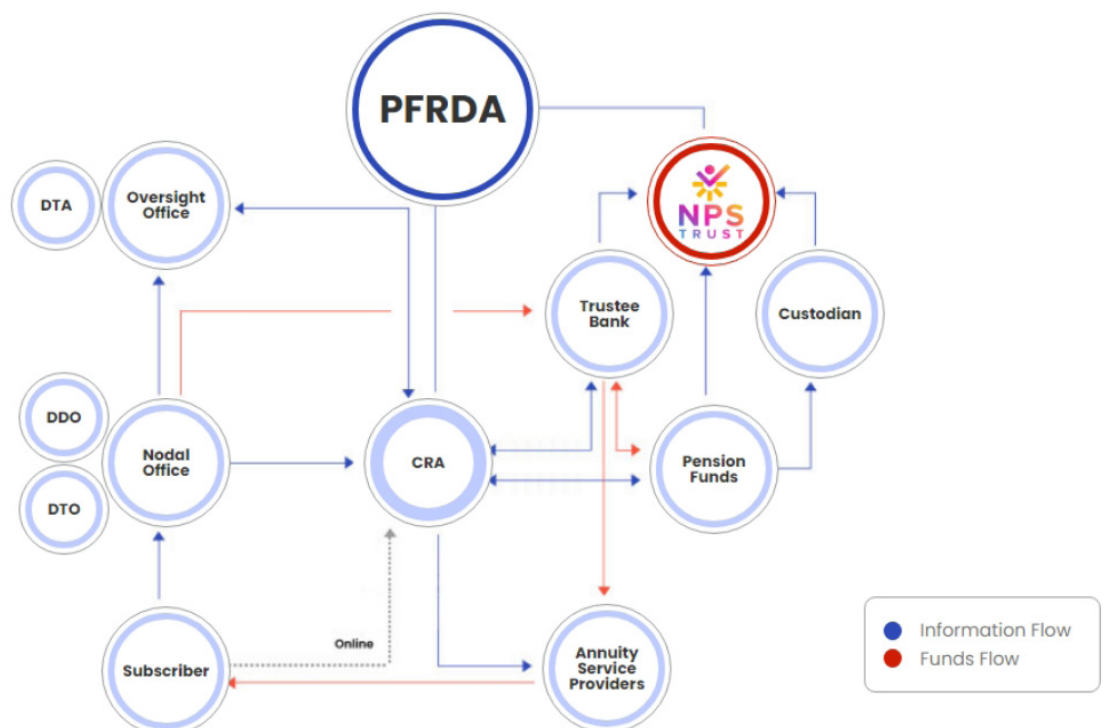 PFRDA
DTA
Oversight
Office
NPS
TRUST
Trustee
Bank
Custodian
DDO
Nodal
Office
DTO
CRA
Pension
Funds
Subscriber
Online
Annuity
Service
Providers
Information Flow
Funds Flow